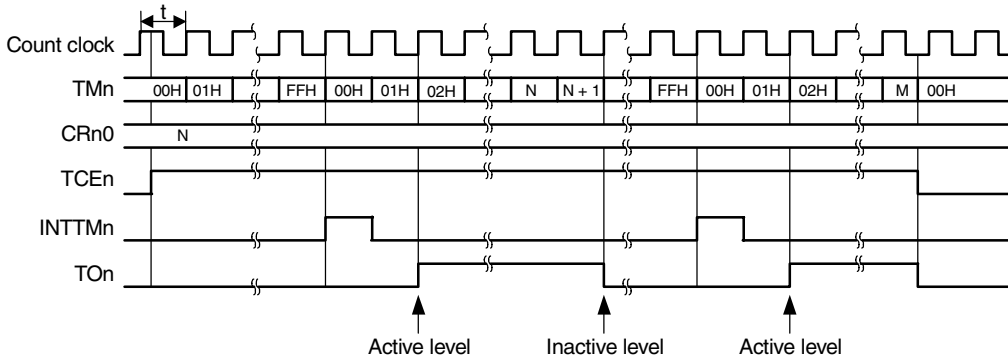 t
Count clock
TMn 00H 01H FFH 00H 01H 02H N N + 1 FFH 00H 01H 02H M 00H
CRn0 N
TCEn
INTTMn
TOn
Active level Inactive level Active level